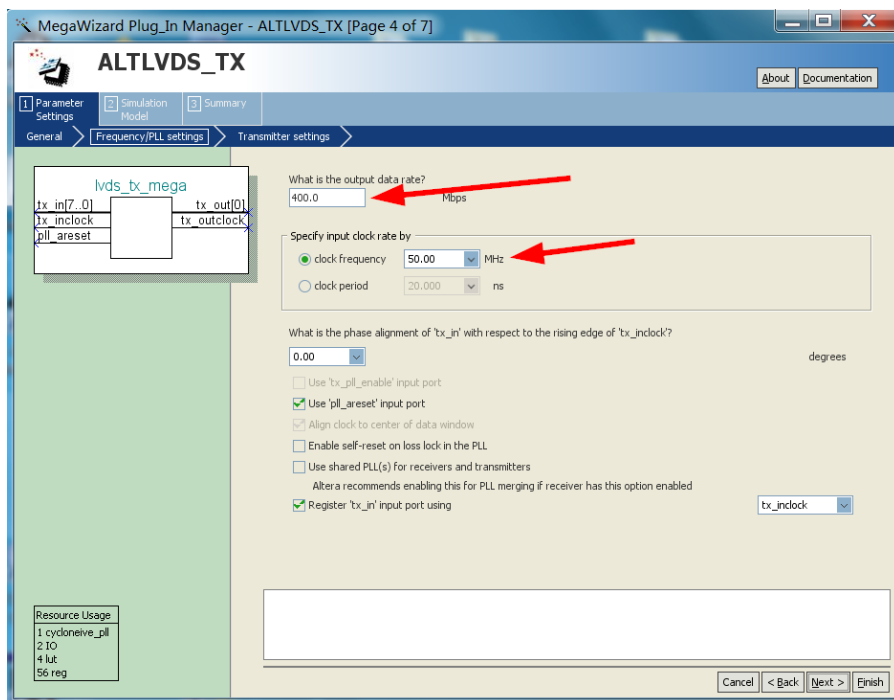 MegaWizard Plug_In Manager - ALTLVDS_TX [Page 4 of 7]
ALTLVDS_TX
About Documentation
1 Parameter Settings
2 Simulation Model
3 Summary
General Frequency/PLL settings Transmitter settings
lvds_tx_mega
tx_in[7..0] tx_out[0]
tx_inclock tx_outclock
pll_areset
What is the output data rate?
400.0 Mbps
Specify input clock rate by
clock frequency 50.00 MHz
clock period 20.000 ns
What is the phase alignment of 'tx_in' with respect to the rising edge of 'tx_inclock'?
0.00 degrees
Use 'tx_pll_enable' input port
Use 'pll_areset' input port
Align clock to center of data window
Enable self-reset on loss lock in the PLL
Use shared PLL(s) for receivers and transmitters
Altera recommends enabling this for PLL merging if receiver has this option enabled
Register 'tx_in' input port using tx_inclock
Resource Usage
1 cycloneive_pll
2 IO
4 lut
56 reg
Cancel < Back Next > Finish